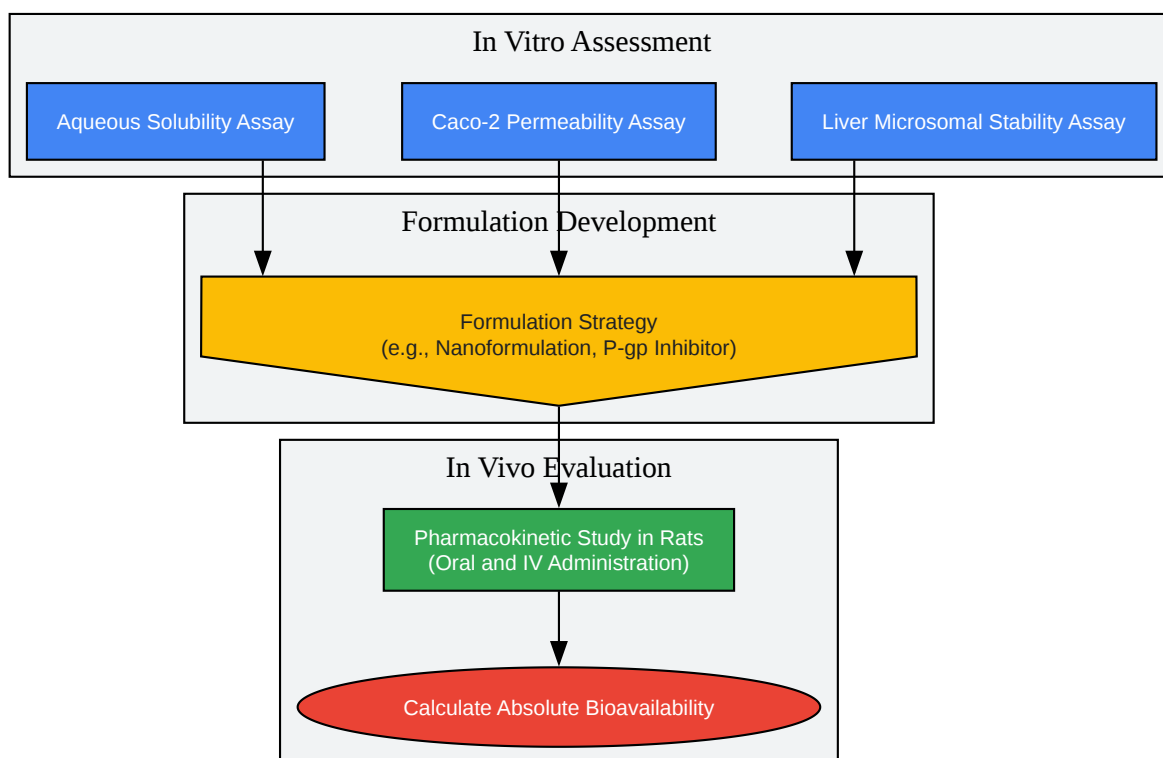 In Vitro Assessment
Aqueous Solubility Assay
Caco-2 Permeability Assay
Liver Microsomal Stability Assay
Formulation Development
Formulation Strategy
(e.g., Nanoformulation, P-gp Inhibitor)
In Vivo Evaluation
Pharmacokinetic Study in Rats
(Oral and IV Administration)
Calculate Absolute Bioavailability